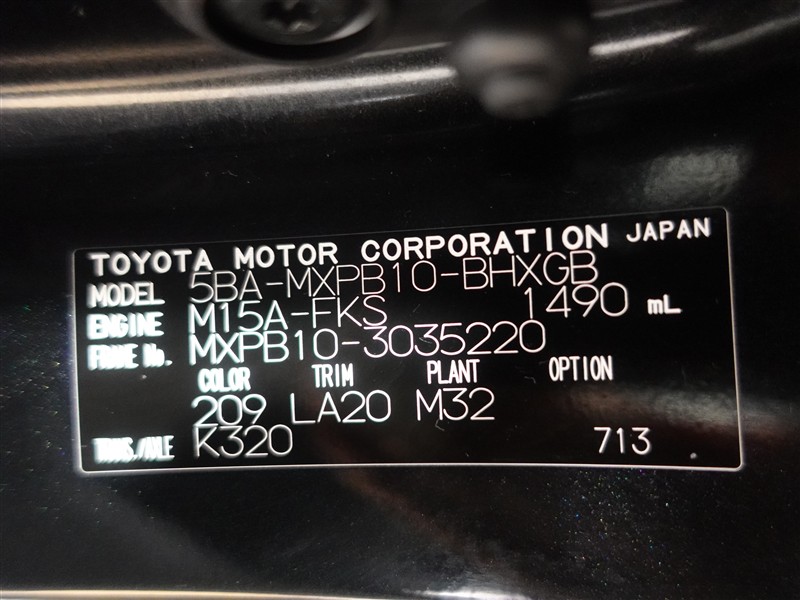 TOYOTA MOTOR CORPORATION JAPAN
MODEL 5BA-MXPB10-BHXGB
ENGINE M15A-FKS 1490 mL
FRAME No. MXPB10-3035220
COLOR TRIM PLANT OPTION
209 LA20 M32
TRANS./AXLE K320 713